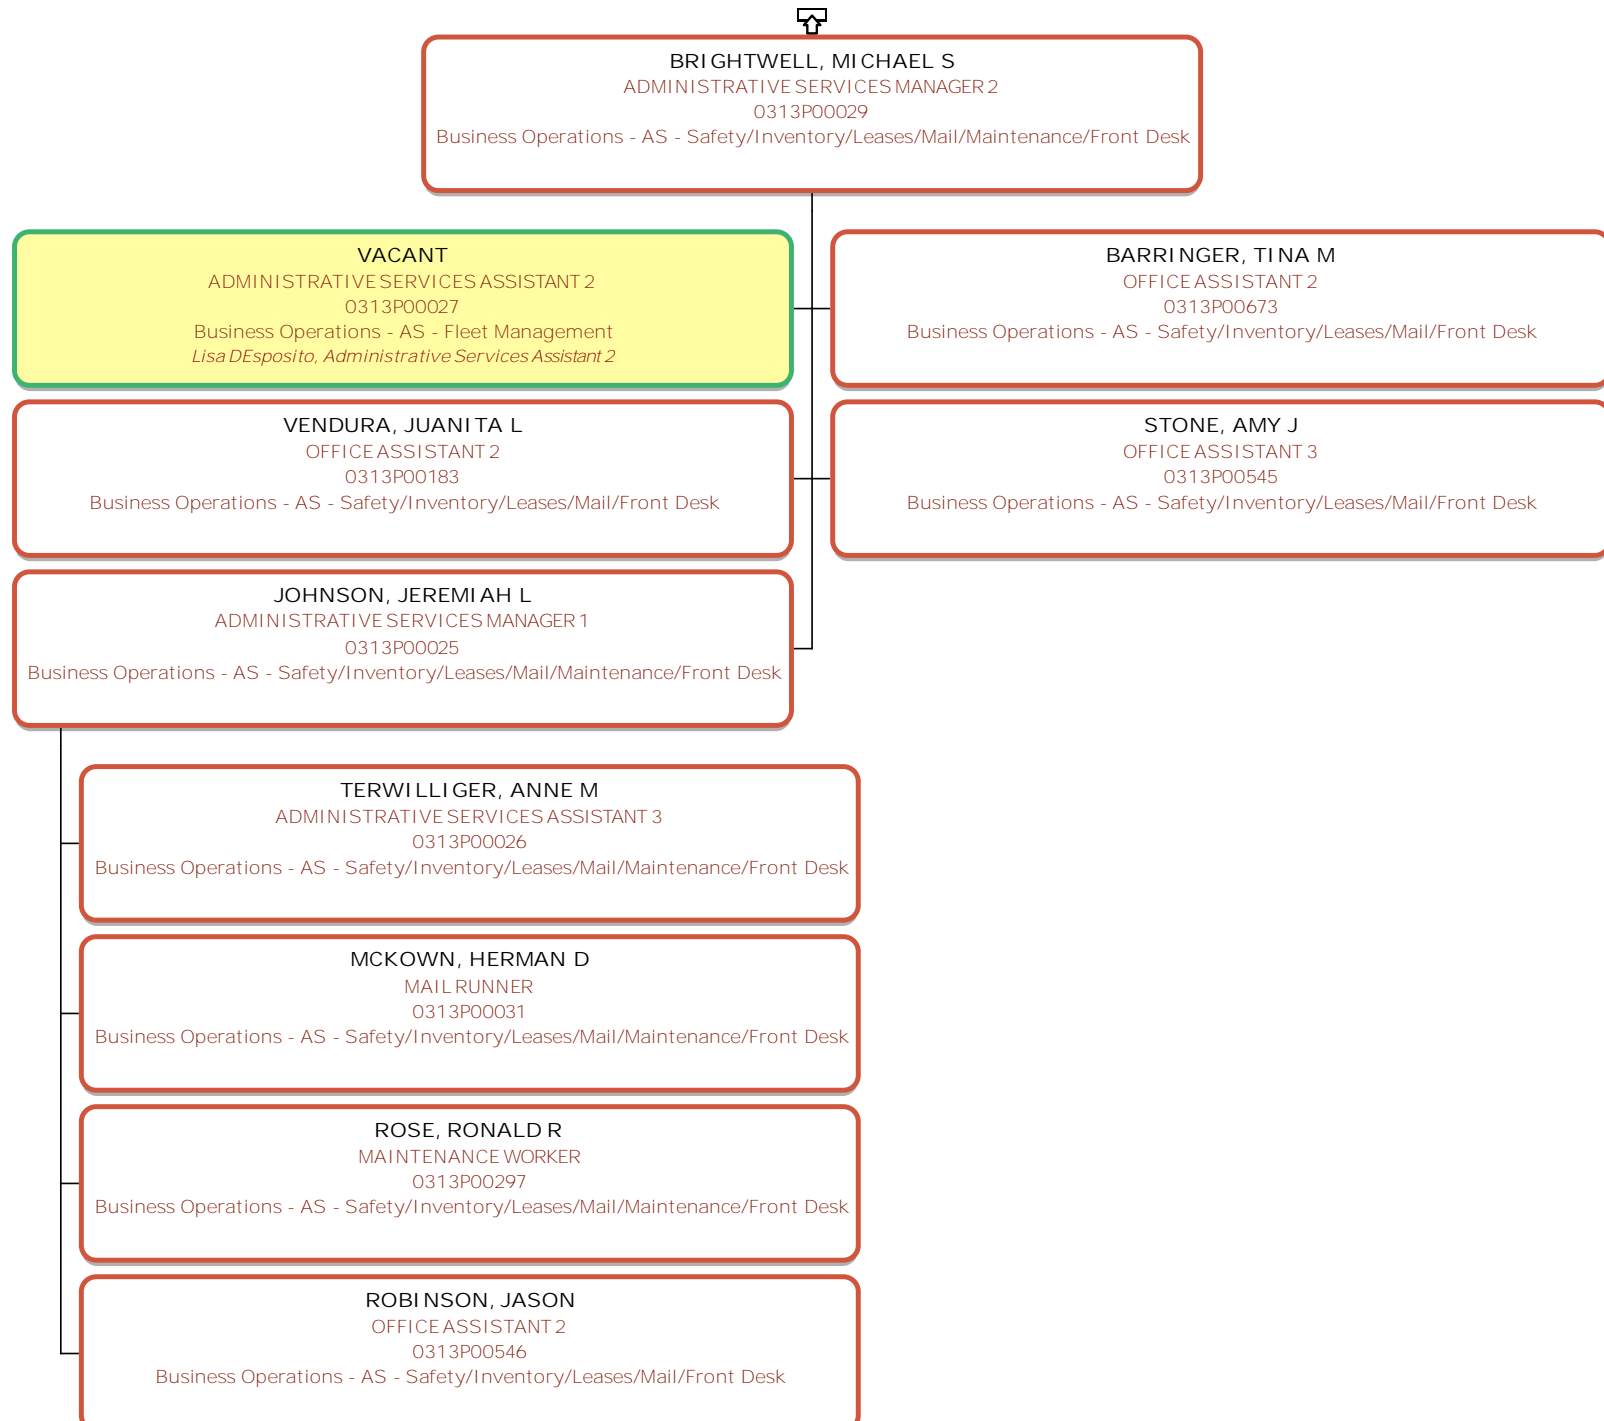 BRIGHTWELL, MICHAEL S
ADMINISTRATIVE SERVICES MANAGER 2
0313P00029
Business Operations - AS - Safety/Inventory/Leases/Mail/Maintenance/Front Desk
VACANT
ADMINISTRATIVE SERVICES ASSISTANT 2
0313P00027
Business Operations - AS - Fleet Management
Lisa DEsposito, Administrative Services Assistant 2
BARRINGER, TINA M
OFFICE ASSISTANT 2
0313P00673
Business Operations - AS - Safety/Inventory/Leases/Mail/Front Desk
VENDURA, JUANITA L
OFFICE ASSISTANT 2
0313P00183
Business Operations - AS - Safety/Inventory/Leases/Mail/Front Desk
STONE, AMY J
OFFICE ASSISTANT 3
0313P00545
Business Operations - AS - Safety/Inventory/Leases/Mail/Front Desk
JOHNSON, JEREMIAH L
ADMINISTRATIVE SERVICES MANAGER 1
0313P00025
Business Operations - AS - Safety/Inventory/Leases/Mail/Maintenance/Front Desk
TERWILLIGER, ANNE M
ADMINISTRATIVE SERVICES ASSISTANT 3
0313P00026
Business Operations - AS - Safety/Inventory/Leases/Mail/Maintenance/Front Desk
MCKOWN, HERMAN D
MAIL RUNNER
0313P00031
Business Operations - AS - Safety/Inventory/Leases/Mail/Maintenance/Front Desk
ROSE, RONALD R
MAINTENANCE WORKER
0313P00297
Business Operations - AS - Safety/Inventory/Leases/Mail/Maintenance/Front Desk
ROBINSON, JASON
OFFICE ASSISTANT 2
0313P00546
Business Operations - AS - Safety/Inventory/Leases/Mail/Front Desk